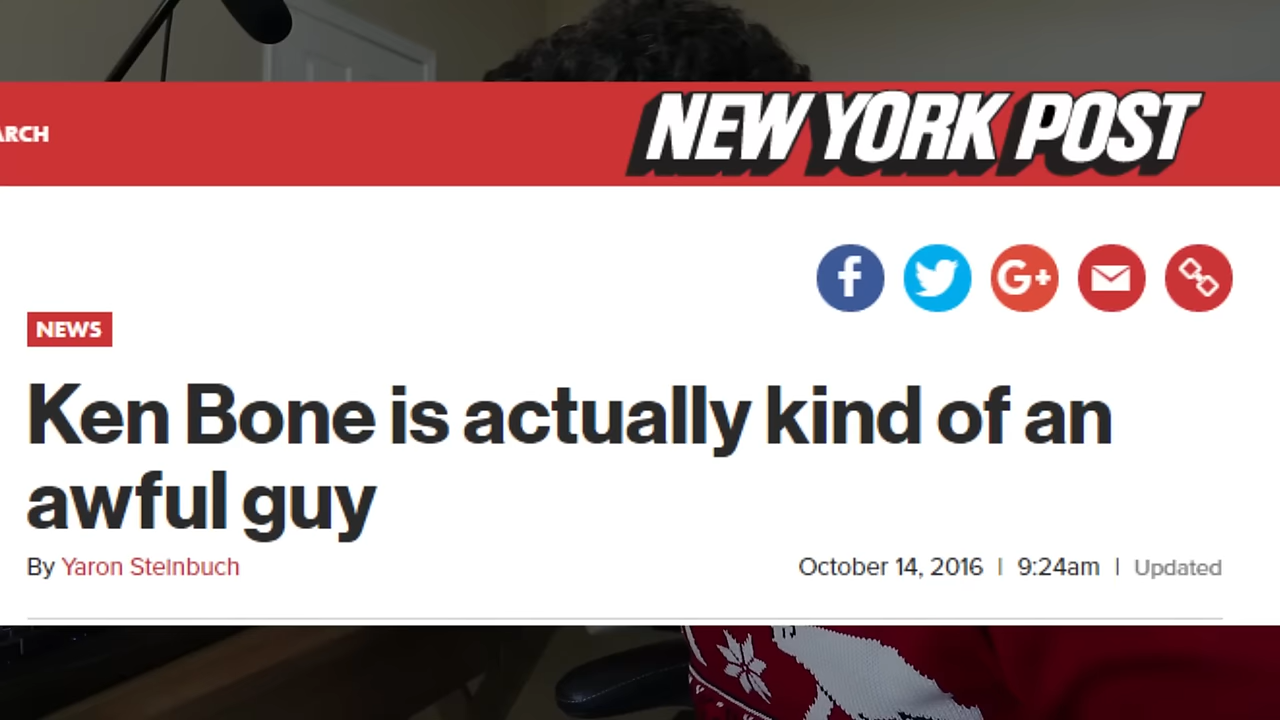 ARCH
NEW YORK POST
f
G+
NEWS
Ken Bone is actually kind of an
awful guy
By Yaron Steinbuch
October 14, 2016 | 9:24am | Updated